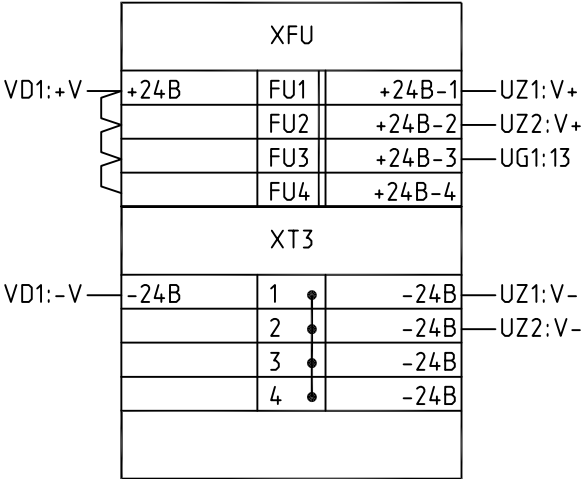 XFU
VD1:+V +24В FU1 +24В-1 UZ1:V+
FU2 +24В-2 UZ2:V+
FU3 +24В-3 UG1:13
FU4 +24В-4
XT3
VD1:-V -24В 1 -24В UZ1:V-
2 -24В UZ2:V-
3 -24В
4 -24В